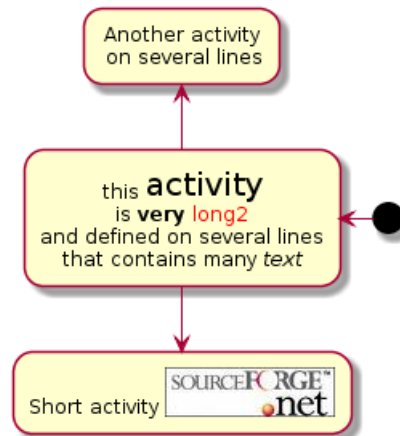 Another activity
on several lines
this activity
is very long2
and defined on several lines
that contains many text
Short activity SOURCEFORGE™
.net